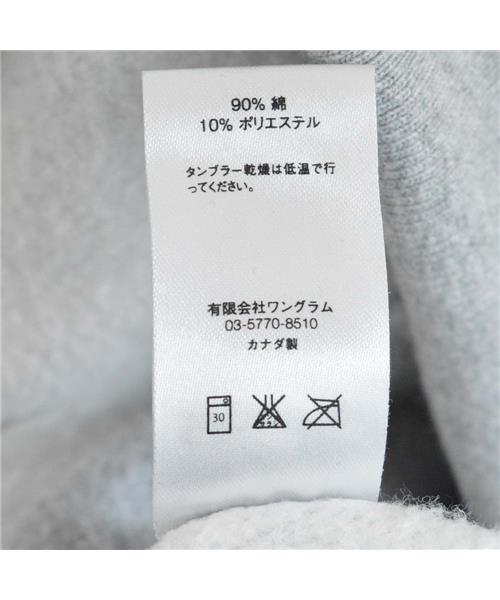 90% 綿
10% ポリエステル
タンブラー乾燥は低温で行
ってください。
有限会社ワングラム
03-5770-8510
カナダ製
30